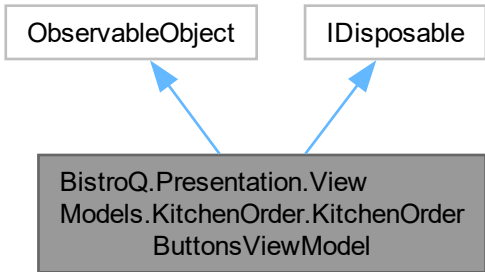 ObservableObject
IDisposable
BistroQ.Presentation.View
Models.KitchenOrder.KitchenOrder
ButtonsViewModel